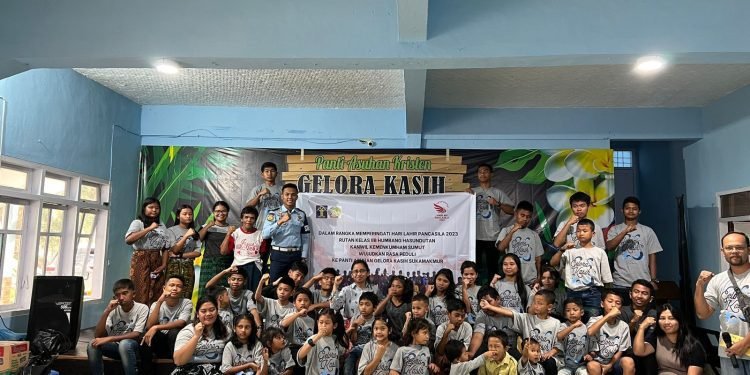 Panti Asuhan Kristen
GELORA KASIH
DALAM RANGKA MEMPERINGATI HARI LAHIR PANCASILA 2023
RUTAN KELAS IIB HUMBANG HASUNDUTAN
KANWIL KEMENKUMHAM SUMUT
WUJUDKAN RASA PEDULI
KE PANTI ASUHAN GELORA KASIH SUKAMAKMUR